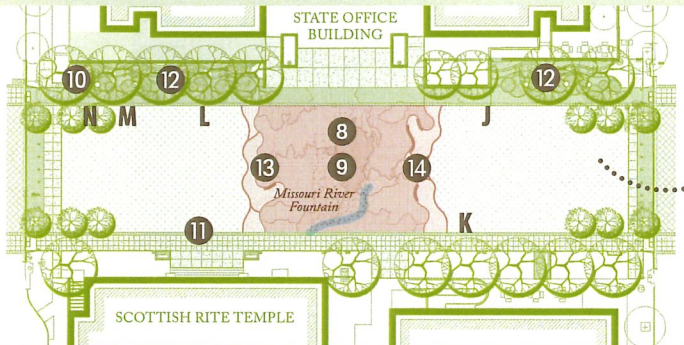 STATE OFFICE
BUILDING
10
12
12
N M L J
8
13 9 14
Missouri River
Fountain
K
11
SCOTTISH RITE TEMPLE